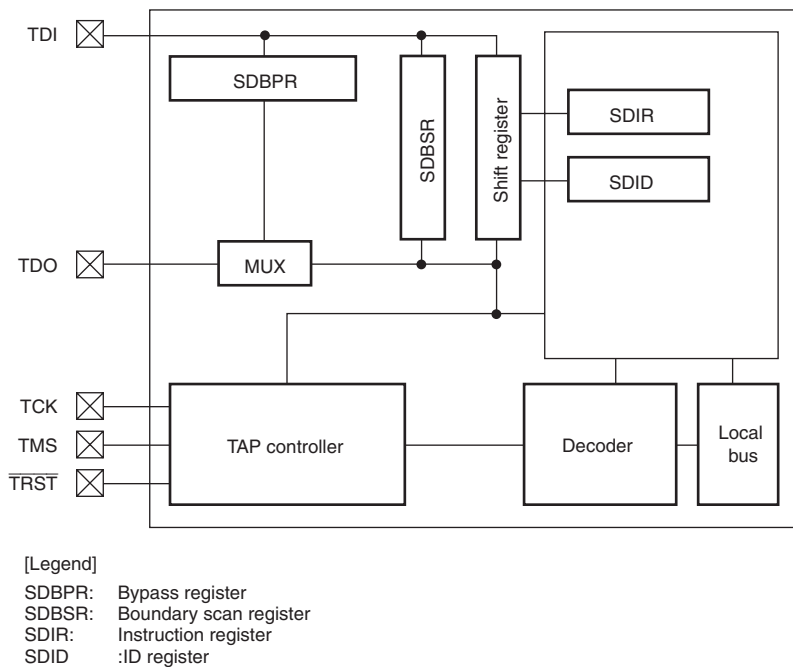 TDI
SDBPR
SDBSR
Shift register
SDIR
SDID
TDO
MUX
TCK
TMS
TRST
TAP controller
Decoder
Local
bus
[Legend]
SDBPR: Bypass register
SDBSR: Boundary scan register
SDIR: Instruction register
SDID :ID register